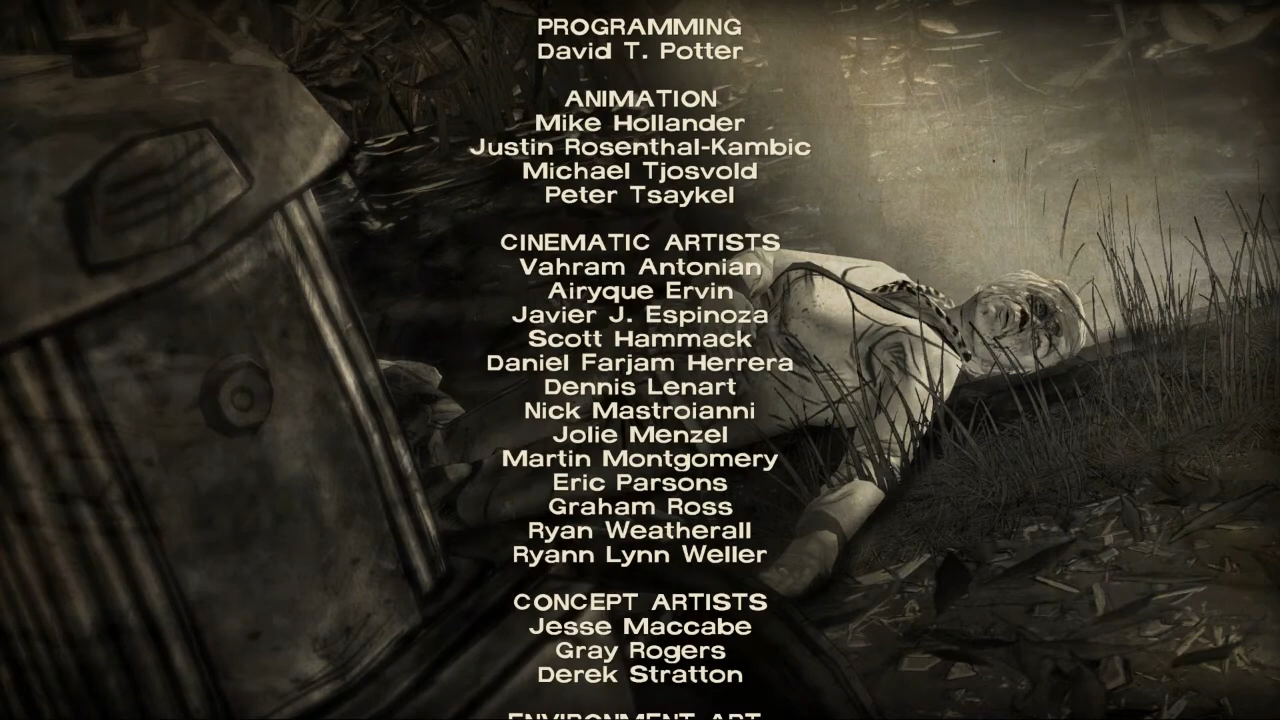 PROGRAMMING
David T. Potter
ANIMATION
Mike Hollander
Justin Rosenthal-Kambic
Michael Tjosvold
Peter Tsaykel
CINEMATIC ARTISTS
Vahram Antonian
Airyque Ervin
Javier J. Espinoza
Scott Hammack
Daniel Farjam Herrera
Dennis Lenart
Nick Mastroianni
Jolie Menzel
Martin Montgomery
Eric Parsons
Graham Ross
Ryan Weatherall
Ryann Lynn Weller
CONCEPT ARTISTS
Jesse Maccabe
Gray Rogers
Derek Stratton
ENVIRONMENT ART